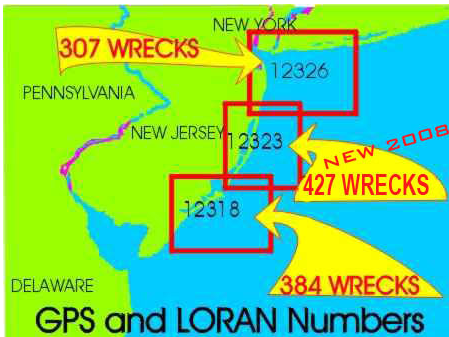 NEW YORK
307 WRECKS
12326
PENNSYLVANIA
NEW JERSEY
12323
NEW 2008
427 WRECKS
12318
DELAWARE
384 WRECKS
GPS and LORAN Numbers